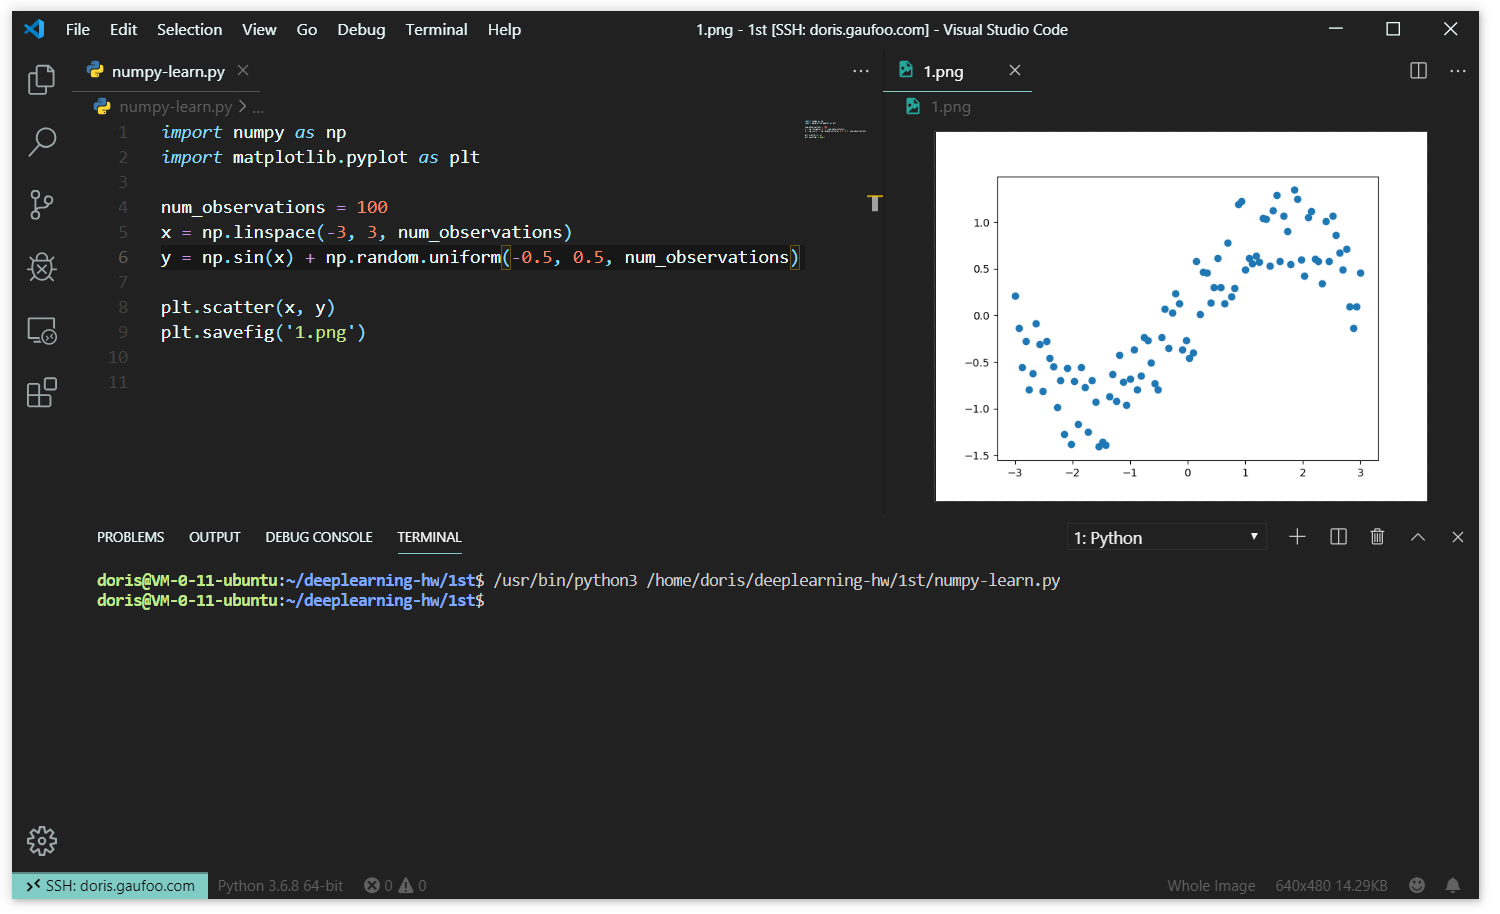 File Edit Selection View Go Debug Terminal Help
1.png - 1st [SSH: doris.gaufoo.com] - Visual Studio Code
numpy-learn.py
numpy-learn.py > ...
1 import numpy as np
2 import matplotlib.pyplot as plt
3
4 num_observations = 100
5 x = np.linspace(-3, 3, num_observations)
6 y = np.sin(x) + np.random.uniform(-0.5, 0.5, num_observations)
7
8 plt.scatter(x, y)
9 plt.savefig('1.png')
10
11
1.png
1.png
1.0
0.5
0.0
−0.5
−1.0
−1.5
−3 −2 −1 0 1 2 3
PROBLEMS OUTPUT DEBUG CONSOLE TERMINAL
1: Python
doris@VM-0-11-ubuntu:~/deeplearning-hw/1st$ /usr/bin/python3 /home/doris/deeplearning-hw/1st/numpy-learn.py
doris@VM-0-11-ubuntu:~/deeplearning-hw/1st$
SSH: doris.gaufoo.com Python 3.6.8 64-bit 0 0 Whole Image 640x480 14.29KB